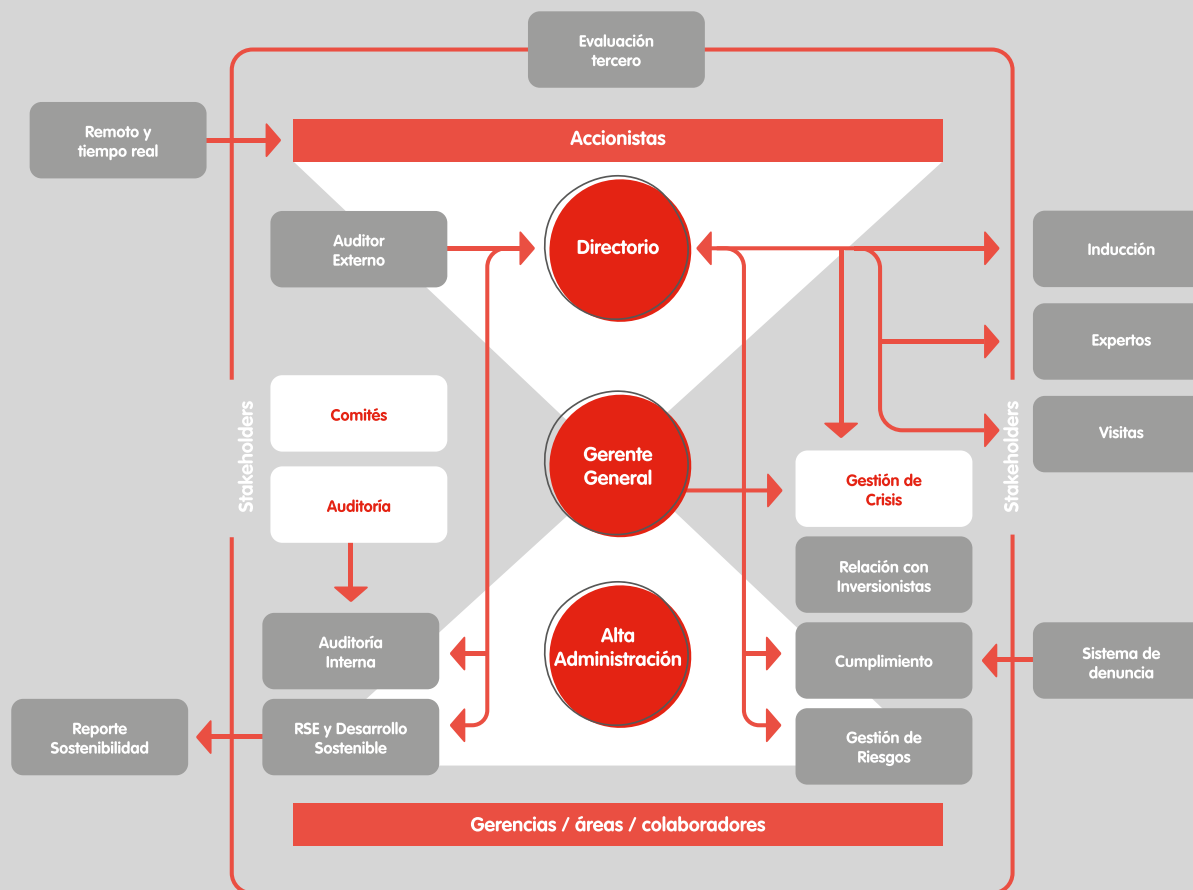 Evaluación
tercero
Remoto y
tiempo real
Accionistas
Auditor
Externo
Directorio
Inducción
Expertos
Visitas
Stakeholders
Comités
Auditoría
Gerente
General
Gestión de
Crisis
Stakeholders
Relación con
Inversionistas
Auditoría
Interna
Alta
Administración
Cumplimiento
Sistema de
denuncia
Reporte
Sostenibilidad
RSE y Desarrollo
Sostenible
Gestión de
Riesgos
Gerencias / áreas / colaboradores